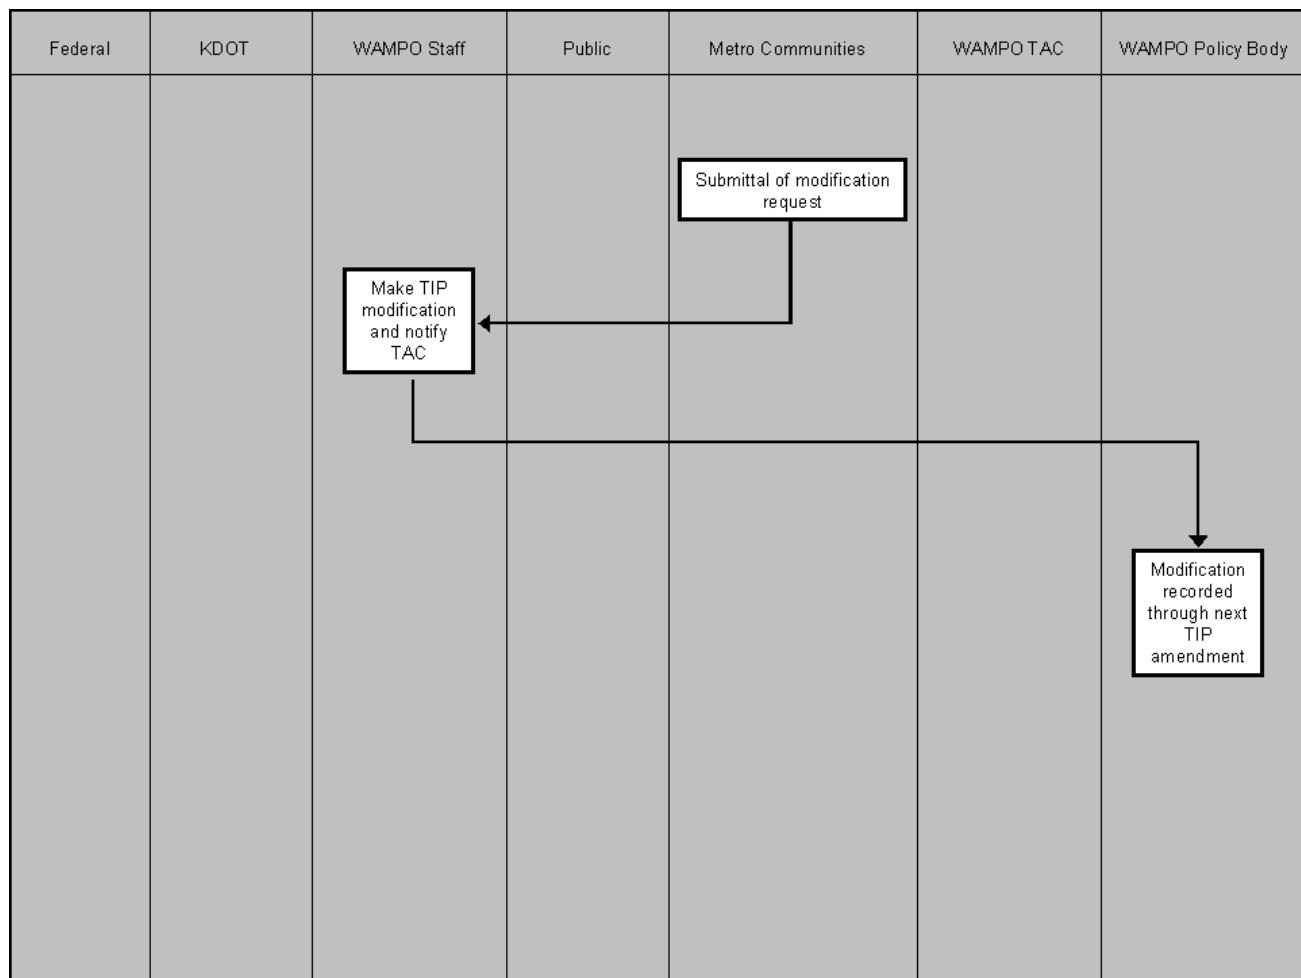 Federal
KDOT
WAMPO Staff
Public
Metro Communities
WAMPO TAC
WAMPO Policy Body
Submittal of modification
request
Make TIP
modification
and notify
TAC
Modification
recorded
through next
TIP
amendment